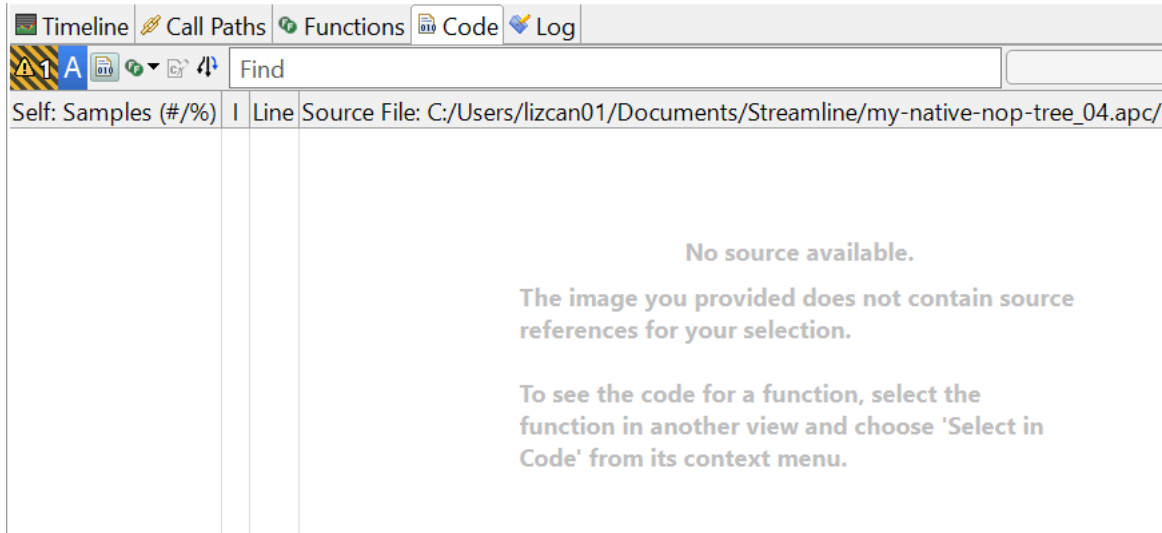 Timeline Call Paths Functions Code Log
1 A Find
Self: Samples (#/%) I Line Source File: C:/Users/lizcan01/Documents/Streamline/my-native-nop-tree_04.apc/
No source available.
The image you provided does not contain source
references for your selection.
To see the code for a function, select the
function in another view and choose 'Select in
Code' from its context menu.